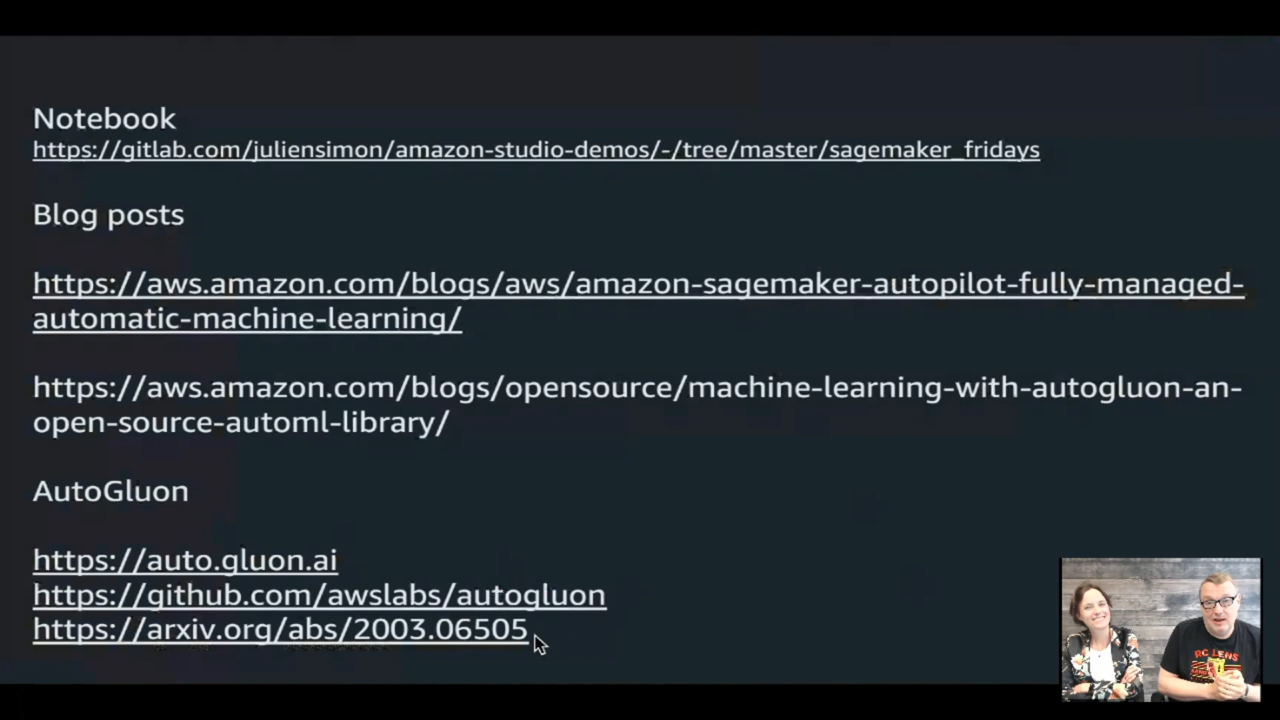 Notebook
https://gitlab.com/juliensimon/amazon-studio-demos/-/tree/master/sagemaker_fridays
Blog posts
https://aws.amazon.com/blogs/aws/amazon-sagemaker-autopilot-fully-managed-
automatic-machine-learning/
https://aws.amazon.com/blogs/opensource/machine-learning-with-autogluon-an-
open-source-automl-library/
AutoGluon
https://auto.gluon.ai
https://github.com/awslabs/autogluon
https://arxiv.org/abs/2003.06505